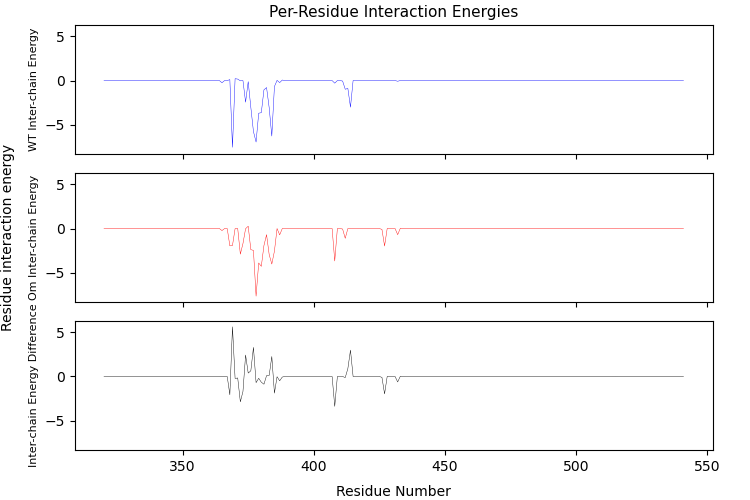 Per-Residue Interaction Energies
Residue interaction energy
WT Inter-chain Energy
5
0
−5
Om Inter-chain Energy
5
0
−5
Inter-chain Energy Difference
5
0
−5
350
400
450
500
550
Residue Number